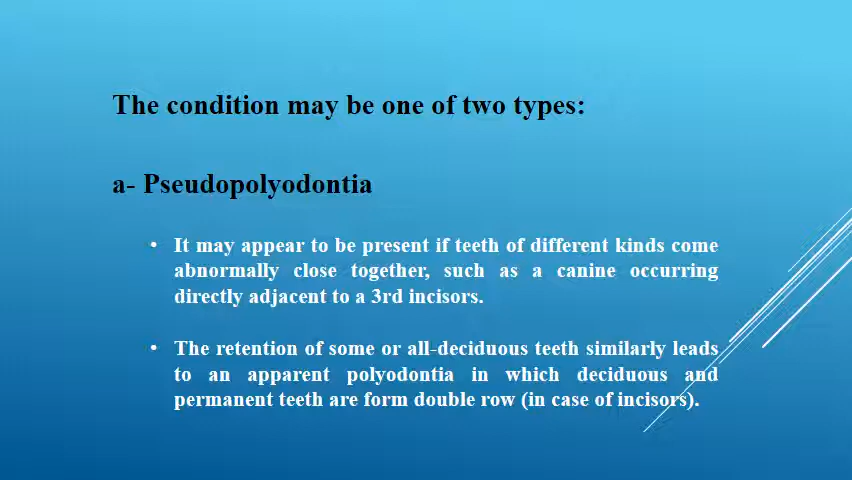 The condition may be one of two types:
a- Pseudopolyodontia
• It may appear to be present if teeth of different kinds come
abnormally close together, such as a canine occurring
directly adjacent to a 3rd incisors.
• The retention of some or all-deciduous teeth similarly leads
to an apparent polyodontia in which deciduous and
permanent teeth are form double row (in case of incisors).